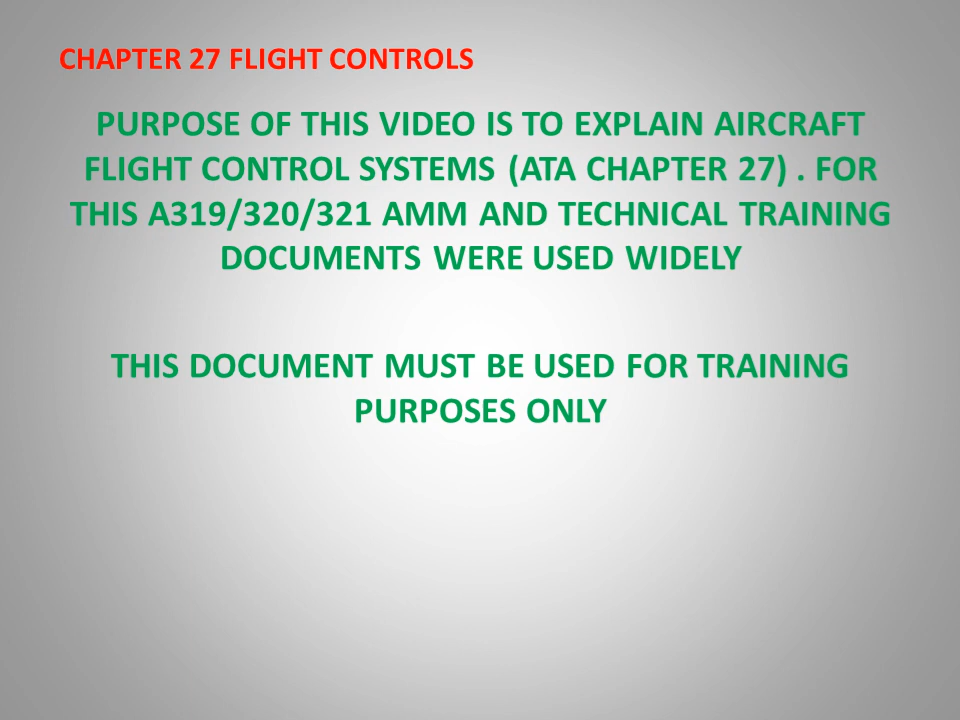 CHAPTER 27 FLIGHT CONTROLS
PURPOSE OF THIS VIDEO IS TO EXPLAIN AIRCRAFT
FLIGHT CONTROL SYSTEMS (ATA CHAPTER 27) . FOR
THIS A319/320/321 AMM AND TECHNICAL TRAINING
DOCUMENTS WERE USED WIDELY
THIS DOCUMENT MUST BE USED FOR TRAINING
PURPOSES ONLY